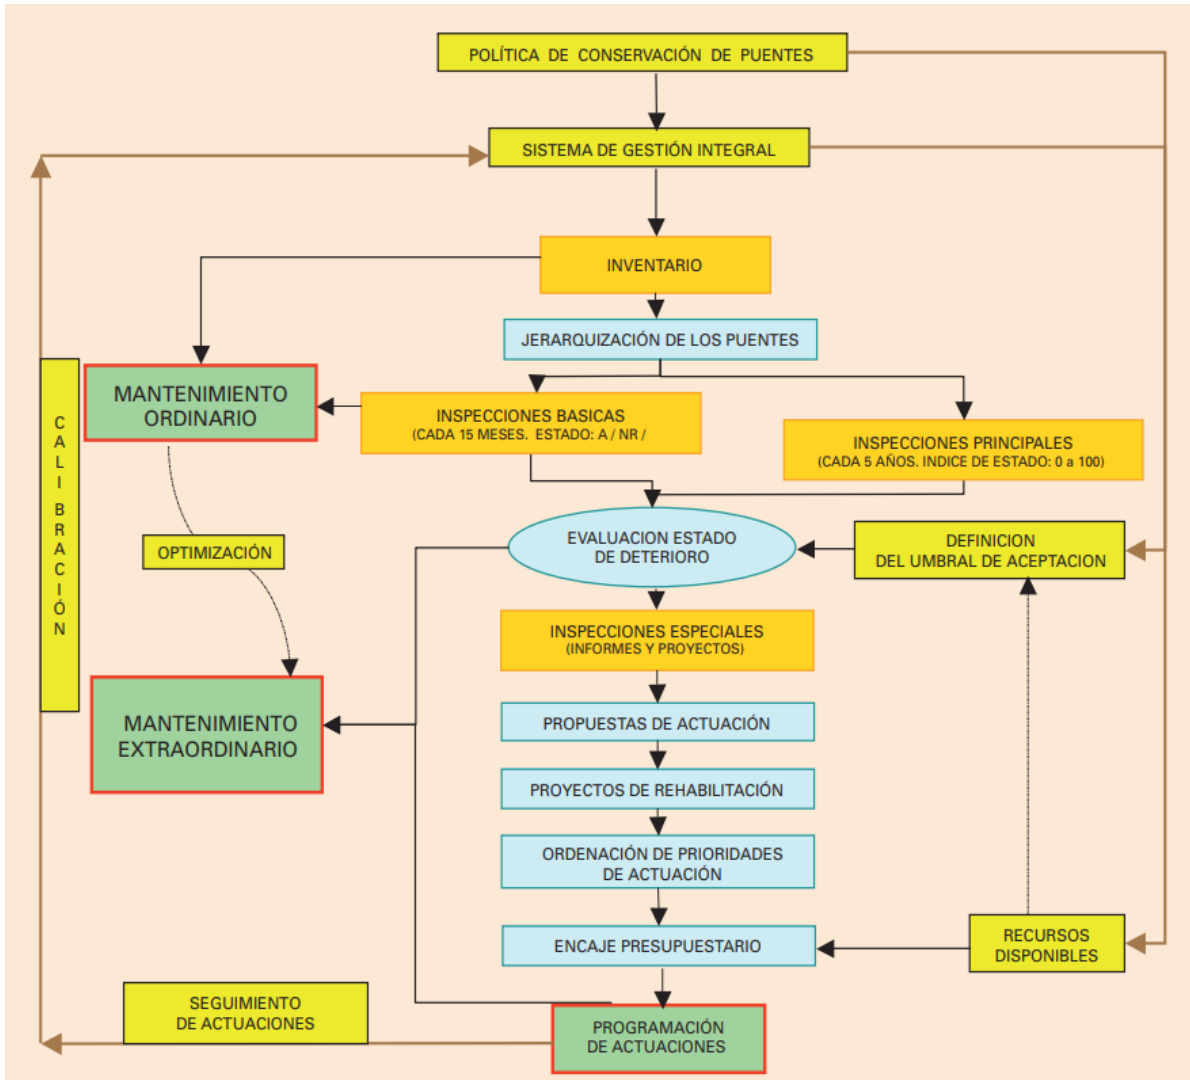 POLÍTICA DE CONSERVACIÓN DE PUENTES
SISTEMA DE GESTIÓN INTEGRAL
INVENTARIO
JERARQUIZACIÓN DE LOS PUENTES
MANTENIMIENTO
ORDINARIO
INSPECCIONES BASICAS
(CADA 15 MESES. ESTADO: A / NR /
INSPECCIONES PRINCIPALES
(CADA 5 AÑOS. INDICE DE ESTADO: 0 a 100)
CALIBRACIÓN
OPTIMIZACIÓN
EVALUACION ESTADO
DE DETERIORO
DEFINICION
DEL UMBRAL DE ACEPTACION
INSPECCIONES ESPECIALES
(INFORMES Y PROYECTOS)
MANTENIMIENTO
EXTRAORDINARIO
PROPUESTAS DE ACTUACIÓN
PROYECTOS DE REHABILITACIÓN
ORDENACIÓN DE PRIORIDADES
DE ACTUACIÓN
ENCAJE PRESUPUESTARIO
RECURSOS
DISPONIBLES
SEGUIMIENTO
DE ACTUACIONES
PROGRAMACIÓN
DE ACTUACIONES